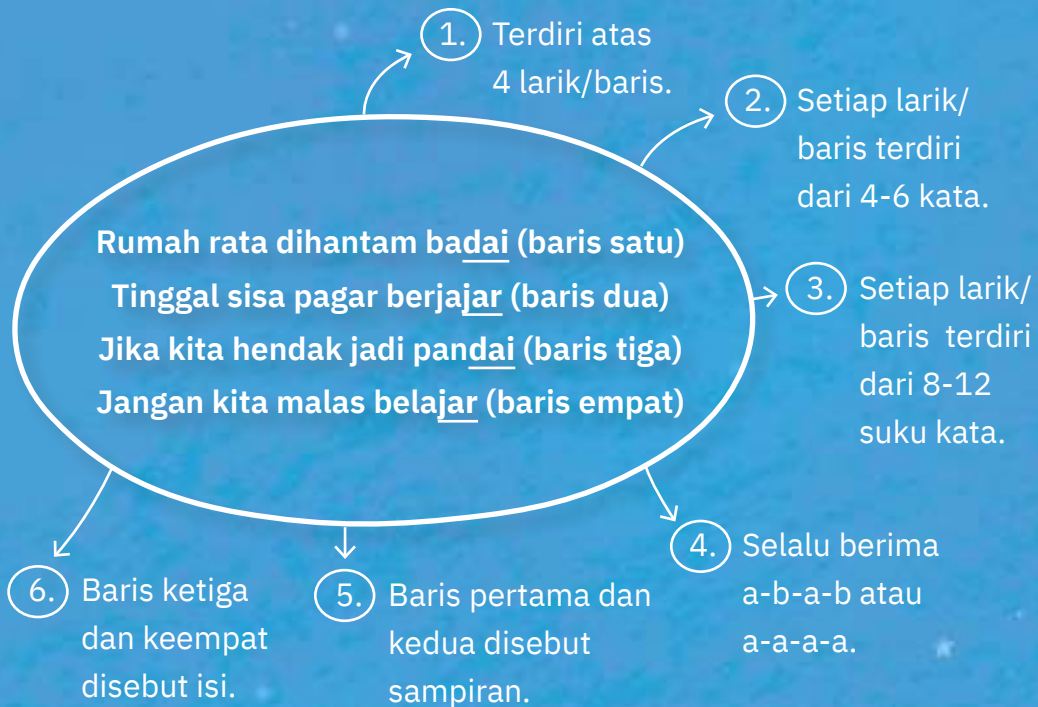 1. Terdiri atas
4 larik/baris.
2. Setiap larik/
baris terdiri
dari 4-6 kata.
Rumah rata dihantam badai (baris satu)
Tinggal sisa pagar berjajar (baris dua)
Jika kita hendak jadi pandai (baris tiga)
Jangan kita malas belajar (baris empat)
3. Setiap larik/
baris terdiri
dari 8-12
suku kata.
4. Selalu berima
a-b-a-b atau
a-a-a-a.
5. Baris pertama dan
kedua disebut
sampiran.
6. Baris ketiga
dan keempat
disebut isi.